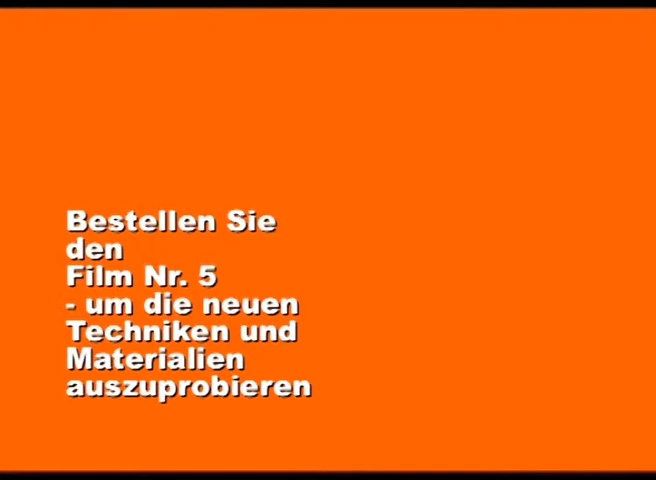 Bestellen Sie
den
Film Nr. 5
- um die neuen
Techniken und
Materialien
auszuprobieren